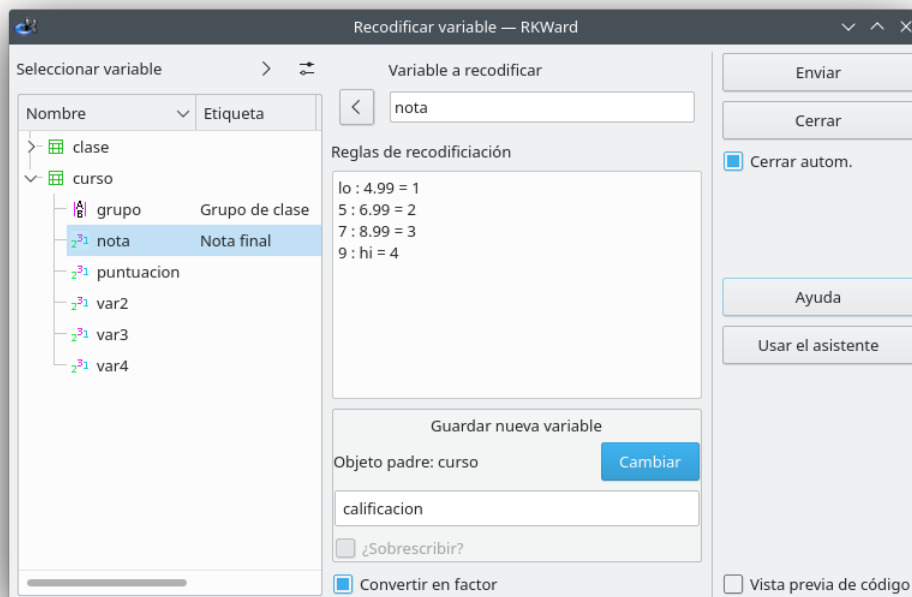 Recodificar variable — RKWard
Seleccionar variable
Nombre
Etiqueta
clase
curso
grupo
Grupo de clase
nota
Nota final
puntuacion
var2
var3
var4
Variable a recodificar
nota
Reglas de recodificiación
lo : 4.99 = 1
5 : 6.99 = 2
7 : 8.99 = 3
9 : hi = 4
Guardar nueva variable
Objeto padre: curso
Cambiar
calificacion
¿Sobrescribir?
Convertir en factor
Enviar
Cerrar
Cerrar autom.
Ayuda
Usar el asistente
Vista previa de código